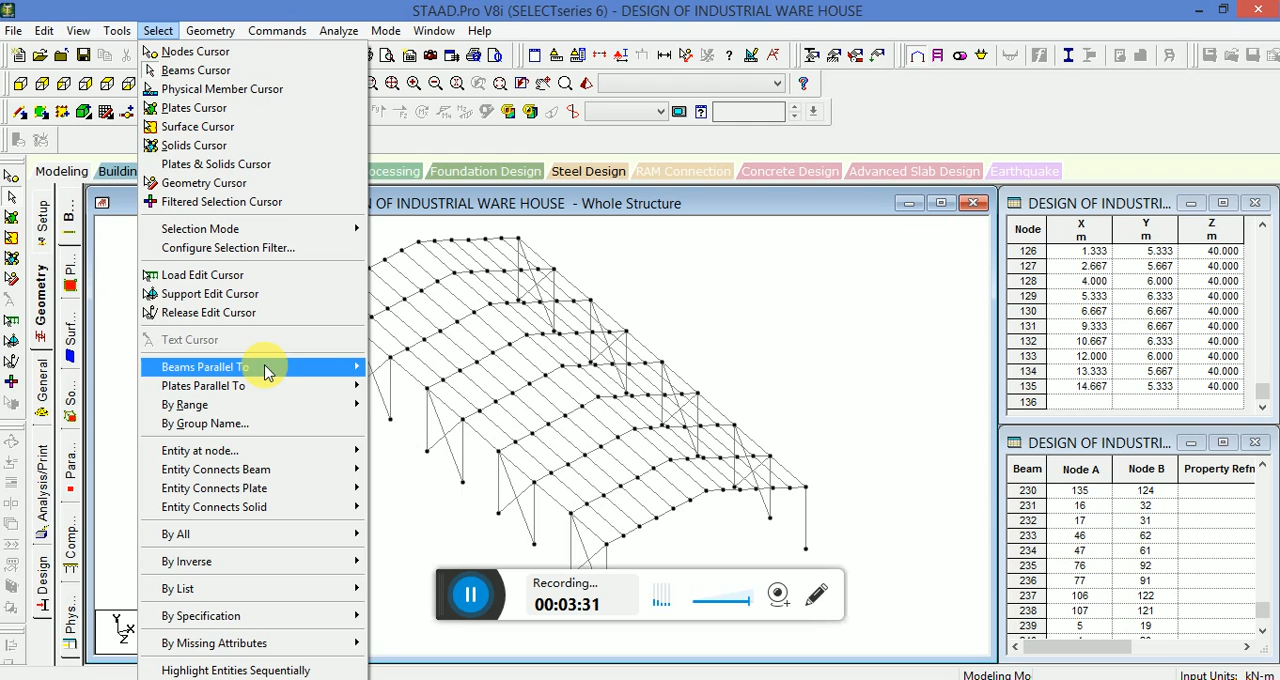 STAAD.Pro V8i (SELECTseries 6) - DESIGN OF INDUSTRIAL WARE HOUSE
File Edit View Tools Select Geometry Commands Analyze Mode Window Help
Nodes Cursor
Beams Cursor
Physical Member Cursor
Plates Cursor
Surface Cursor
Solids Cursor
Plates & Solids Cursor
Geometry Cursor
Filtered Selection Cursor
Selection Mode
Configure Selection Filter...
Load Edit Cursor
Support Edit Cursor
Release Edit Cursor
Text Cursor
Beams Parallel To
Plates Parallel To
By Range
By Group Name...
Entity at node...
Entity Connects Beam
Entity Connects Plate
Entity Connects Solid
By All
By Inverse
By List
By Specification
By Missing Attributes
Highlight Entities Sequentially
Modeling Buildin ocessing Foundation Design Steel Design RAM Connection Concrete Design Advanced Slab Design Earthquake
Setup
Geometry
General
Analysis/Print
Design
B...
Pl...
Surf...
So...
Para...
Comp...
Phys...
OF INDUSTRIAL WARE HOUSE - Whole Structure
Y
X
Z
Recording...
00:03:31
DESIGN OF INDUSTRI...
Node X m Y m Z m
126 1.333 5.333 40.000
127 2.667 5.667 40.000
128 4.000 6.000 40.000
129 5.333 6.333 40.000
130 6.667 6.667 40.000
131 9.333 6.667 40.000
132 10.667 6.333 40.000
133 12.000 6.000 40.000
134 13.333 5.667 40.000
135 14.667 5.333 40.000
136
DESIGN OF INDUSTRI...
Beam Node A Node B Property Refn
230 135 124
231 16 32
232 17 31
233 46 62
234 47 61
235 76 92
236 77 91
237 106 122
238 107 121
239 5 19
Modeling Mo Input Units: kN-m